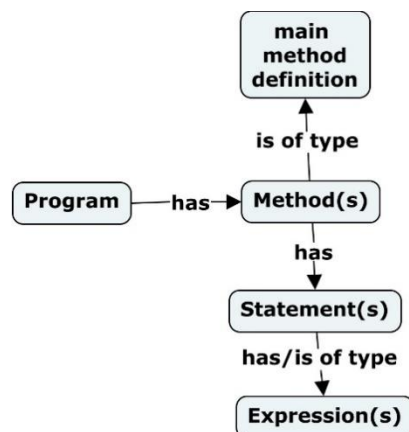 main
method
definition
is of type
Program
has
Method(s)
has
Statement(s)
has/is of type
Expression(s)